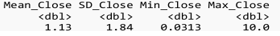 Mean_Close SD_Close Min_Close Max_Close
<dbl> <dbl> <dbl> <dbl>
1.13 1.84 0.0313 10.0